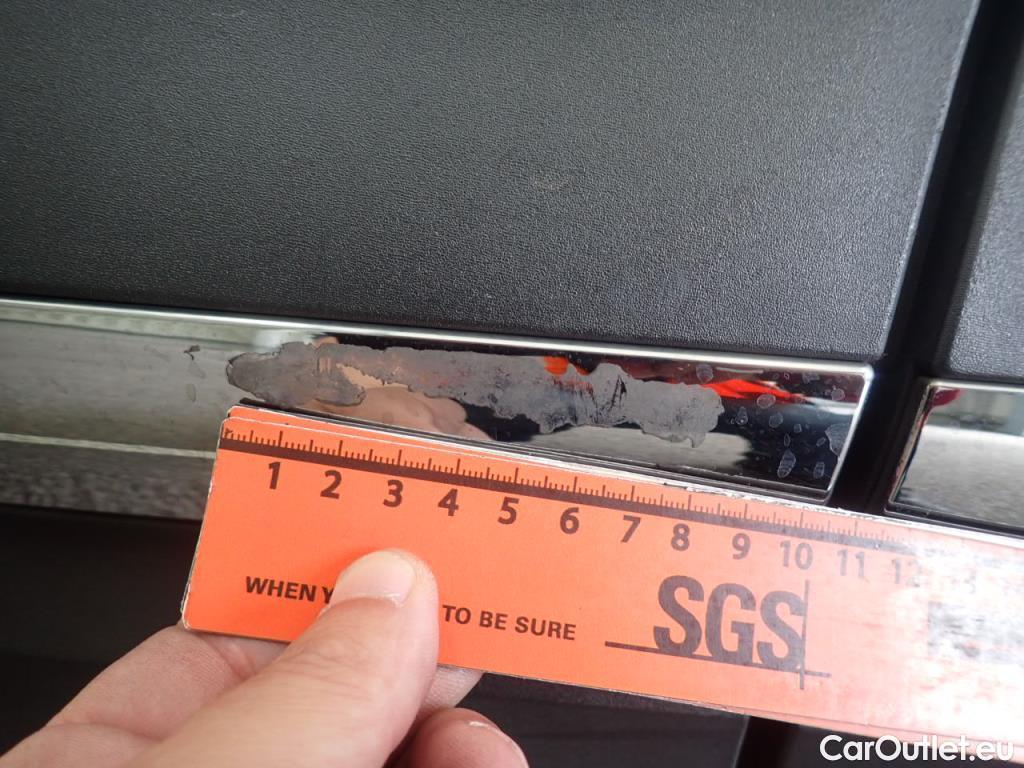 1 2 3 4 5 6 7 8 9 10 11 12
WHEN Y TO BE SURE
SGS
CarOutlet.eu